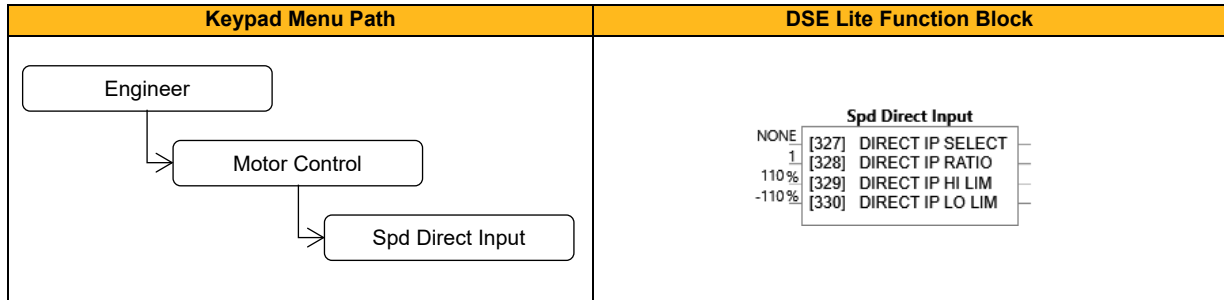 Keypad Menu Path
DSE Lite Function Block
Engineer
Motor Control
Spd Direct Input
Spd Direct Input
NONE [327] DIRECT IP SELECT
1 [328] DIRECT IP RATIO
110% [329] DIRECT IP HI LIM
-110% [330] DIRECT IP LO LIM